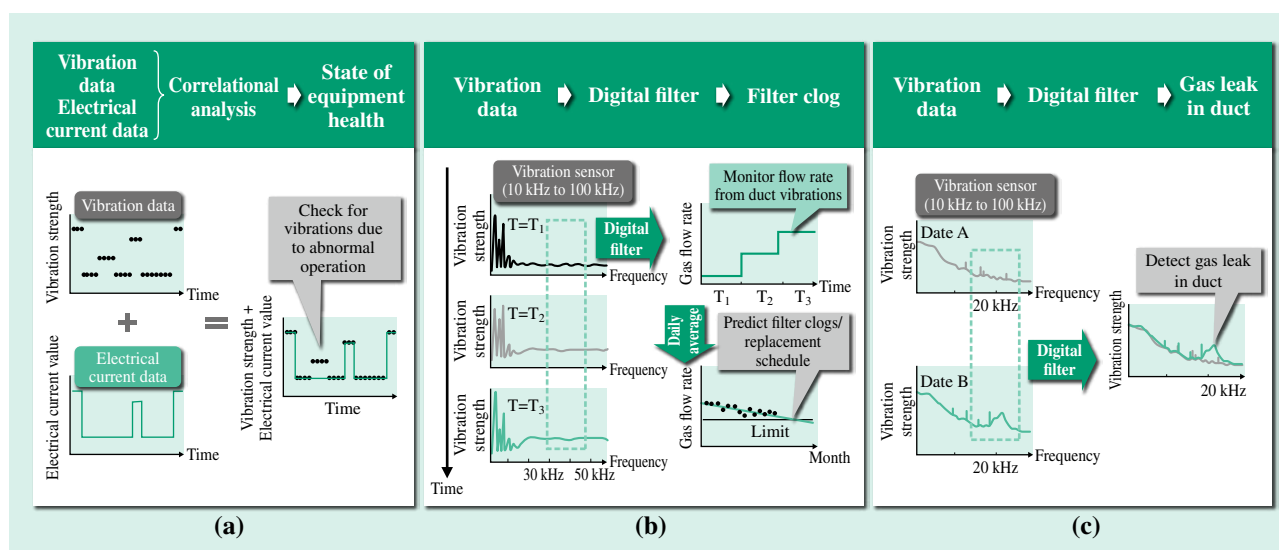 Vibration
data
Electrical
current data
Correlational
analysis
State of
equipment
health
Vibration strength
Vibration data
Time
Electrical current value
Electrical
current data
Time
Vibration strength +
Electrical current value
Check for
vibrations due
to abnormal
operation
Time
(a)
Vibration
data
Digital filter
Filter clog
Time
Vibration sensor
(10 kHz to 100 kHz)
Vibration
strength
T=T1
Frequency
Vibration
strength
T=T2
Vibration
strength
T=T3
Frequency
30 kHz
50 kHz
Digital
filter
Monitor flow rate
from duct vibrations
Gas flow rate
T1
T2
T3
Time
Daily
average
Predict filter clogs/
replacement
schedule
Gas flow rate
Limit
Month
(b)
Vibration
data
Digital filter
Gas leak
in duct
Vibration sensor
(10 kHz to 100 kHz)
Vibration
strength
Date A
20 kHz
Frequency
Vibration
strength
Date B
20 kHz
Frequency
Digital
filter
Detect gas leak
in duct
Vibration strength
20 kHz
(c)